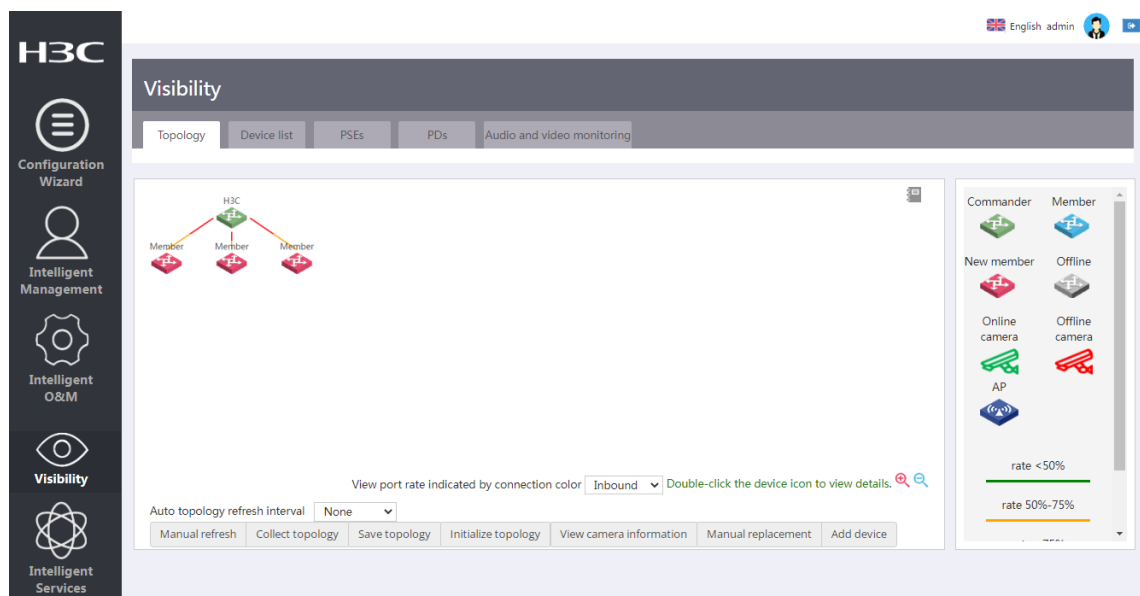 English admin
H3C
Configuration
Wizard
Intelligent
Management
Intelligent
O&M
Visibility
Intelligent
Services
Visibility
Topology Device list PSEs PDs Audio and video monitoring
H3C
Member Member Member
View port rate indicated by connection color Inbound Double-click the device icon to view details.
Auto topology refresh interval None
Manual refresh Collect topology Save topology Initialize topology View camera information Manual replacement Add device
Commander Member
New member Offline
Online
camera
Offline
camera
AP
rate <50%
rate 50%-75%